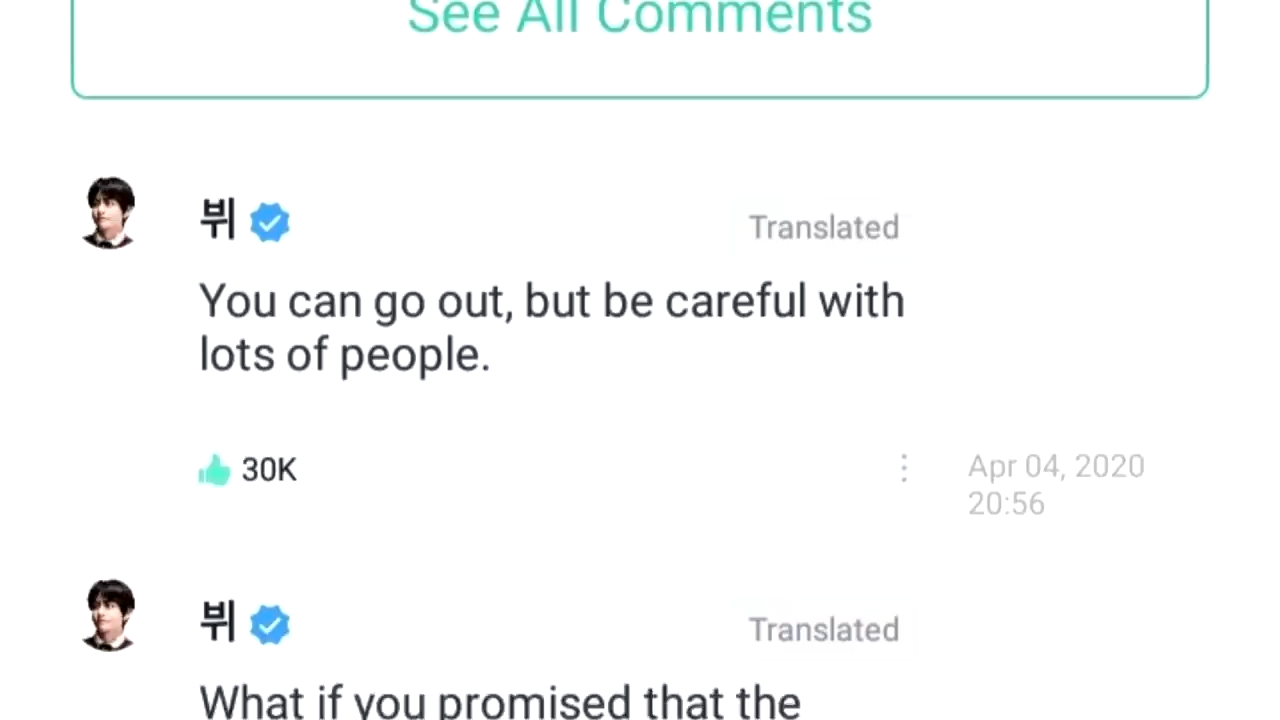 See All Comments
뷔
Translated
You can go out, but be careful with
lots of people.
30K
Apr 04, 2020
20:56
뷔
Translated
What if you promised that the